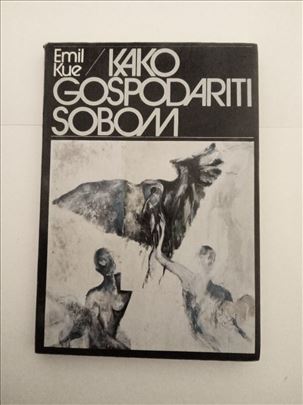 Emil
Kue / KAKO
GOSPODARITI
SOBOM